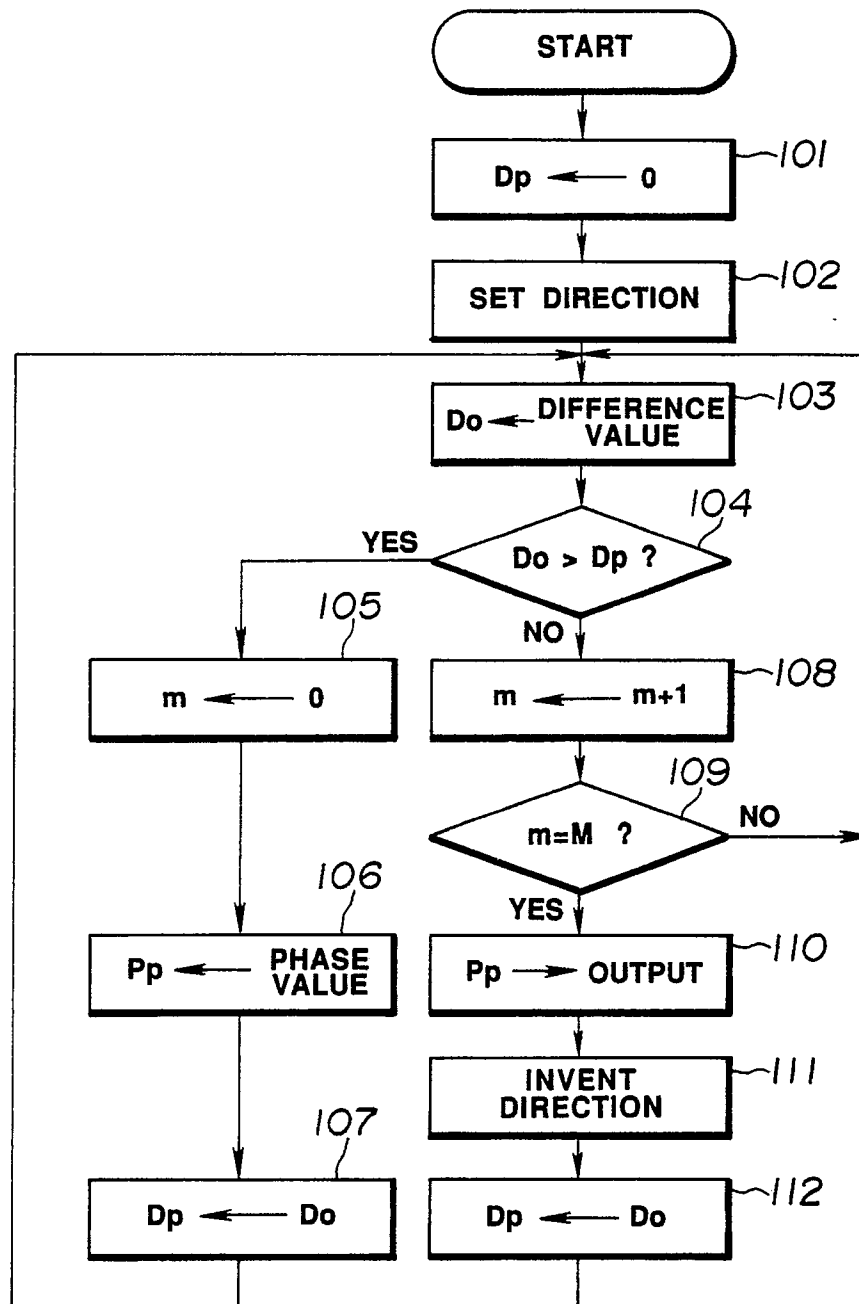 START
101
Dp ← 0
102
SET DIRECTION
103
Do ← DIFFERENCE
VALUE
104
YES
Do > Dp ?
NO
105
m ← 0
108
m ← m+1
109
m=M ?
NO
YES
106
Pp ← PHASE
VALUE
110
Pp → OUTPUT
111
INVENT
DIRECTION
107
Dp ← Do
112
Dp ← Do